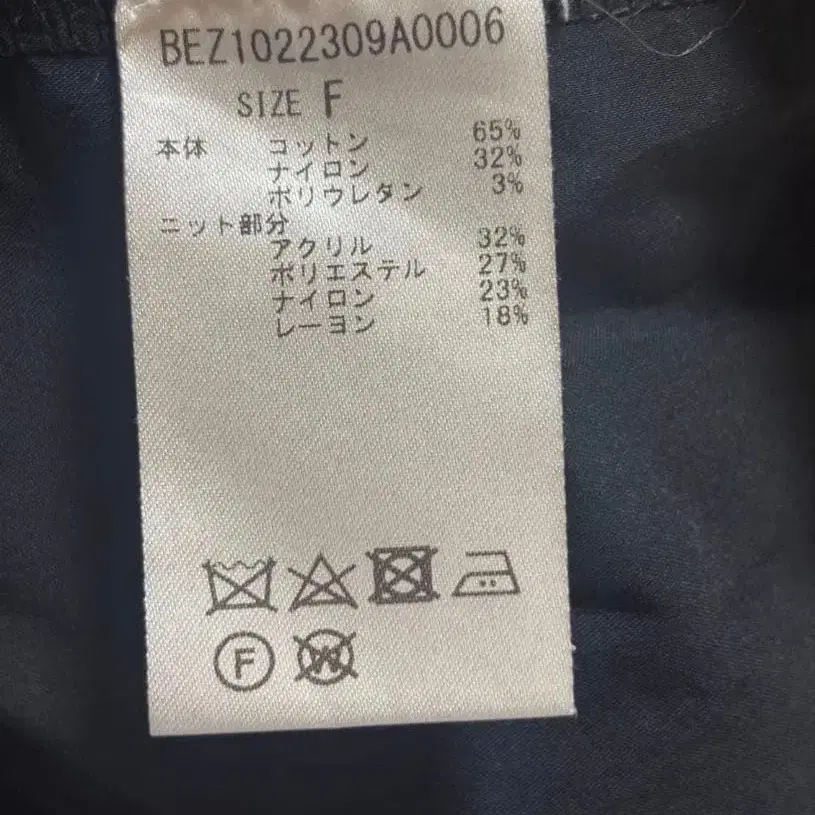 BEZ1022309A0006
SIZE F
本体 コットン 65%
ナイロン 32%
ポリウレタン 3%
ニット部分
アクリル 32%
ポリエステル 27%
ナイロン 23%
レーヨン 18%
F W